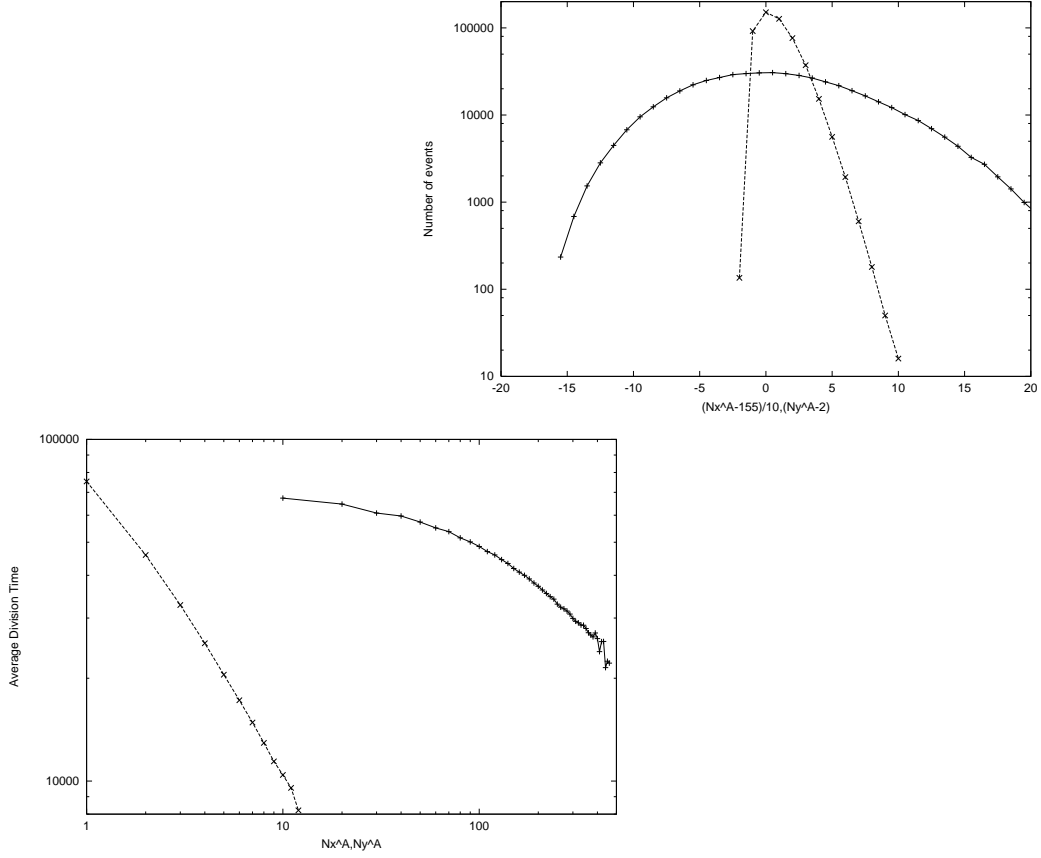 100000
10000
1000
100
10
Number of events
-20 -15 -10 -5 0 5 10 15 20
(Nx^A-155)/10,(Ny^A-2)
100000
10000
Average Division Time
1 10 100
Nx^A,Ny^A